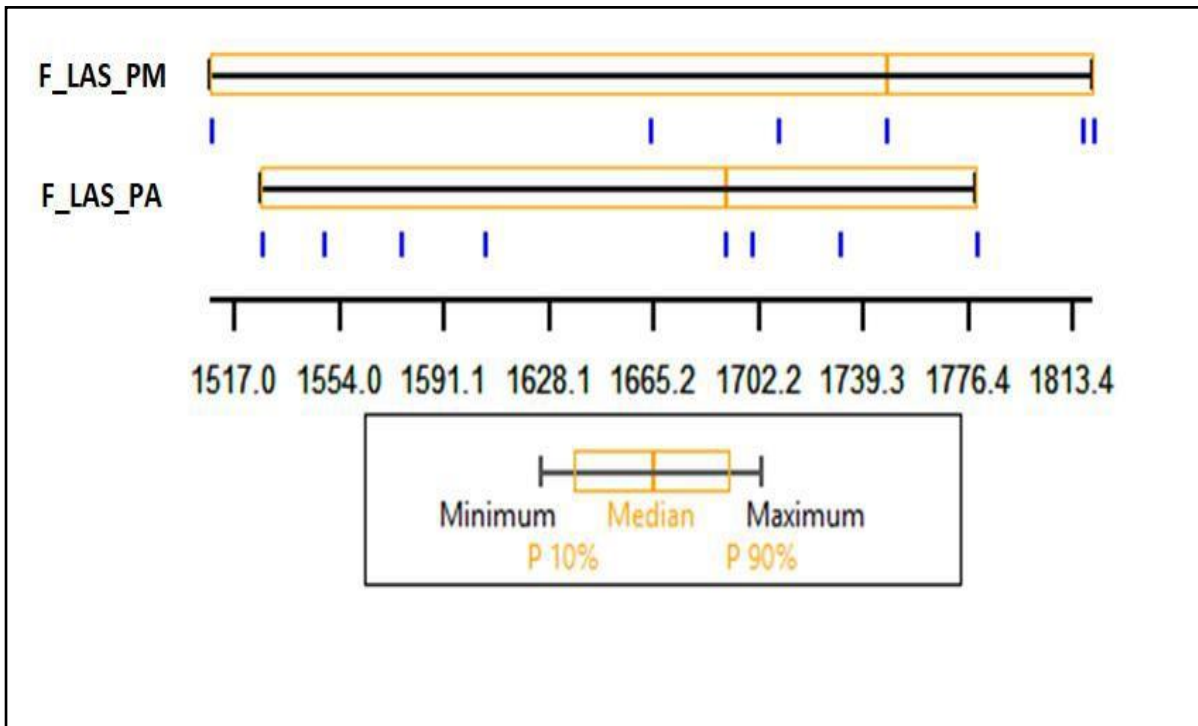 F_LAS_PM
F_LAS_PA
1517.0 1554.0 1591.1 1628.1 1665.2 1702.2 1739.3 1776.4 1813.4
Minimum Median Maximum
P 10% P 90%